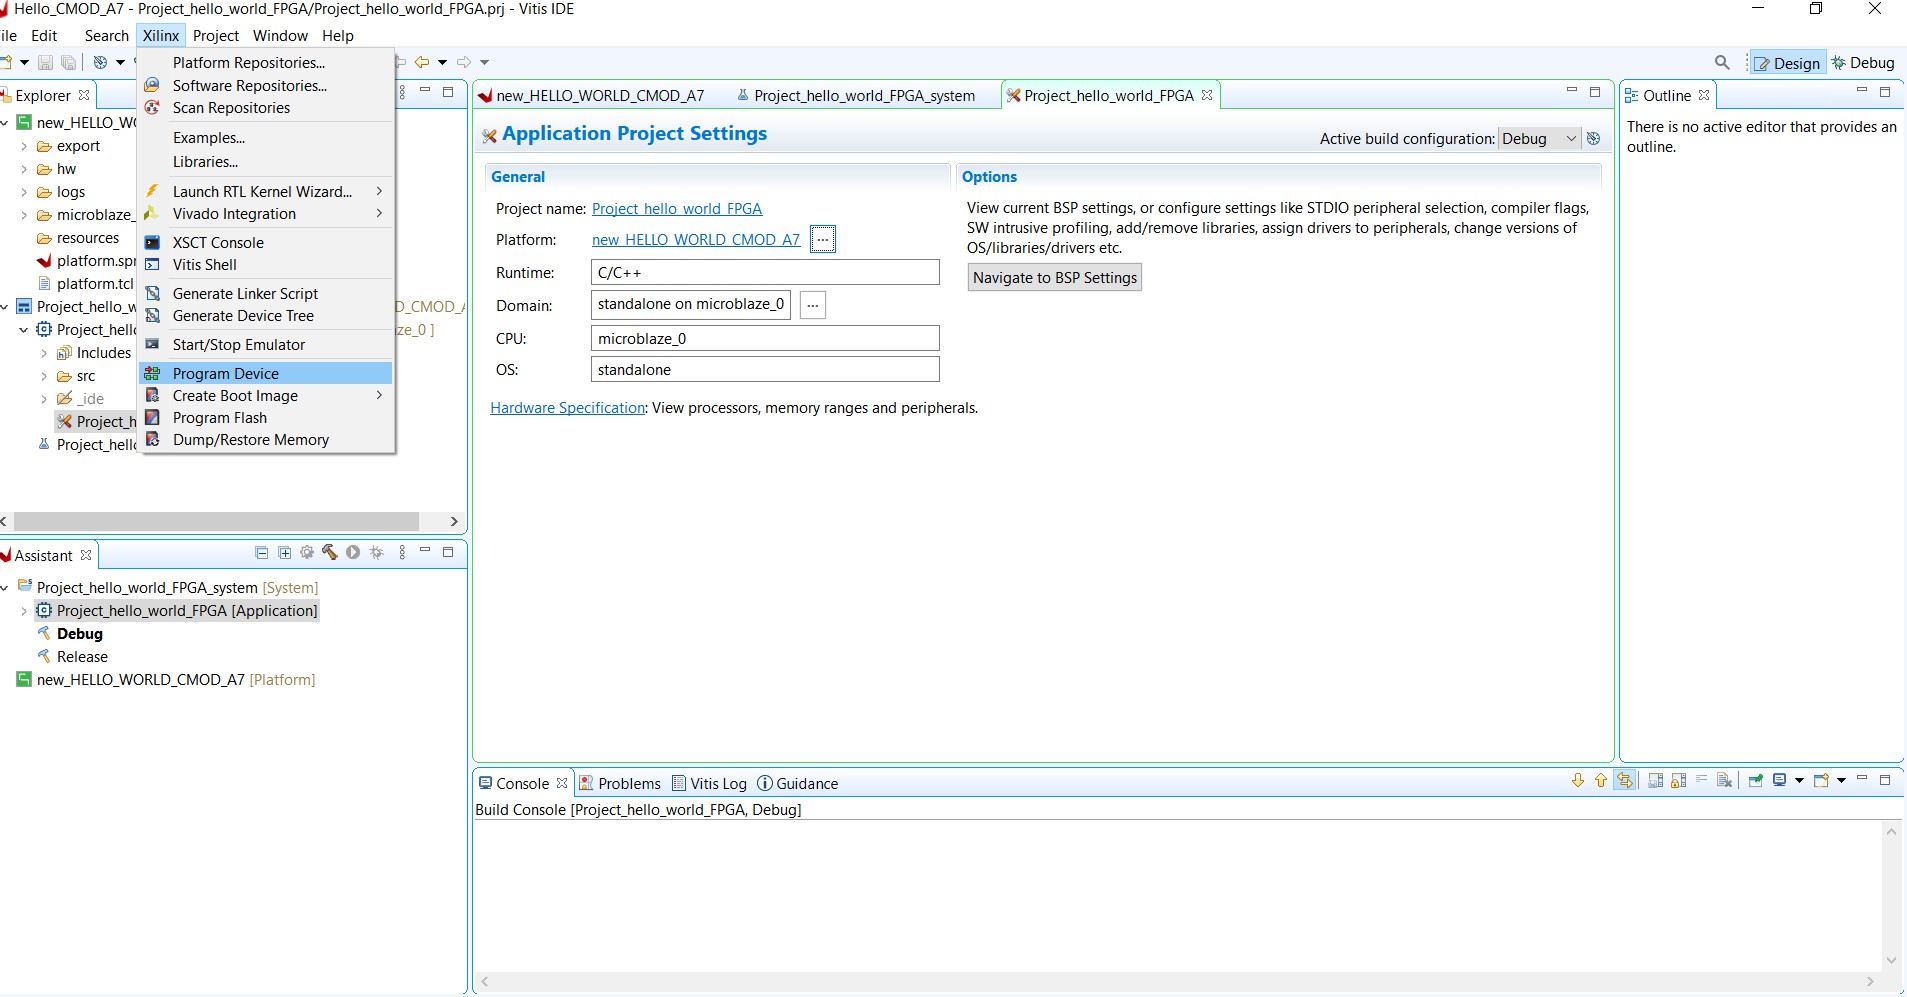 Hello_CMOD_A7 - Project_hello_world_FPGA/Project_hello_world_FPGA.prj - Vitis IDE
ile Edit Search Xilinx Project Window Help
Design Debug
Platform Repositories...
Software Repositories...
Scan Repositories
Examples...
Libraries...
Launch RTL Kernel Wizard...
Vivado Integration
XSCT Console
Vitis Shell
Generate Linker Script
Generate Device Tree
Start/Stop Emulator
Program Device
Create Boot Image
Program Flash
Dump/Restore Memory
Explorer
new_HELLO_WO
export
hw
logs
microblaze_
resources
platform.spr
platform.tcl
Project_hello_w D_CMOD_A
Project_hello ze_0 ]
Includes
src
_ide
Project_h
Project_hello
Assistant
Project_hello_world_FPGA_system [System]
Project_hello_world_FPGA [Application]
Debug
Release
new_HELLO_WORLD_CMOD_A7 [Platform]
new_HELLO_WORLD_CMOD_A7 Project_hello_world_FPGA_system Project_hello_world_FPGA
Application Project Settings
Active build configuration: Debug
General
Project name: Project_hello_world_FPGA
Platform: new_HELLO_WORLD_CMOD_A7 ...
Runtime: C/C++
Domain: standalone on microblaze_0 ...
CPU: microblaze_0
OS: standalone
Hardware Specification: View processors, memory ranges and peripherals.
Options
View current BSP settings, or configure settings like STDIO peripheral selection, compiler flags,
SW intrusive profiling, add/remove libraries, assign drivers to peripherals, change versions of
OS/libraries/drivers etc.
Navigate to BSP Settings
Outline
There is no active editor that provides an
outline.
Console Problems Vitis Log Guidance
Build Console [Project_hello_world_FPGA, Debug]